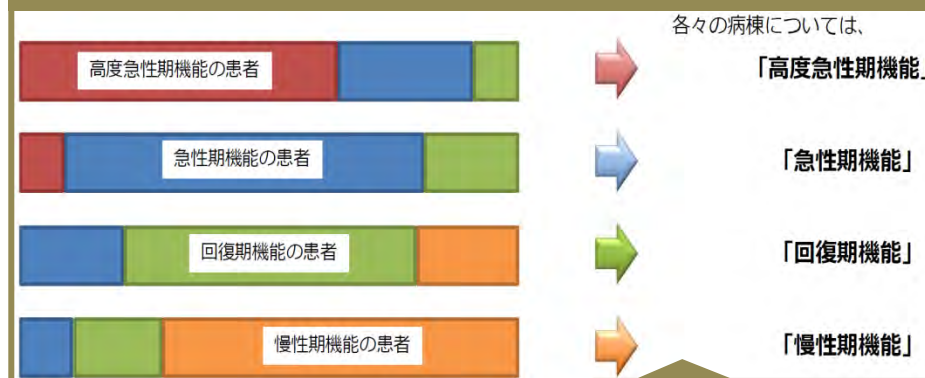 各々の病棟については、
高度急性期機能の患者
「高度急性期機能」
急性期機能の患者
「急性期機能」
回復期機能の患者
「回復期機能」
慢性期機能の患者
「慢性期機能」